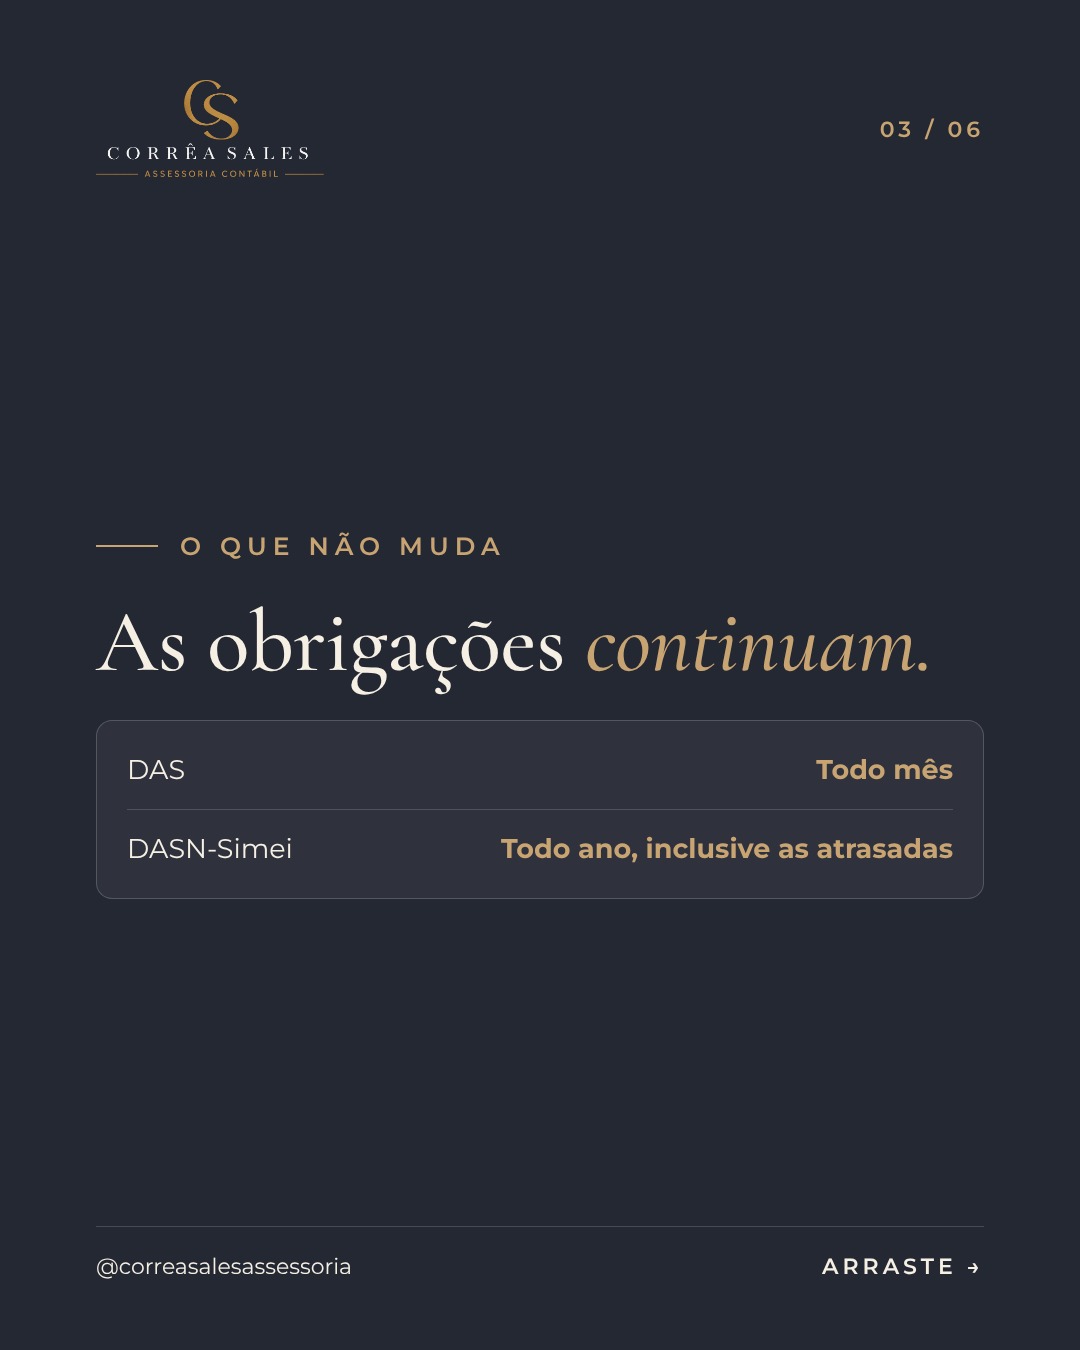 CS
CORRÊA SALES
ASSESSORIA CONTÁBIL
03 / 06
O QUE NÃO MUDA
As obrigações continuam.
DAS Todo mês
DASN-Simei Todo ano, inclusive as atrasadas
@correasalesassessoria ARRASTE →